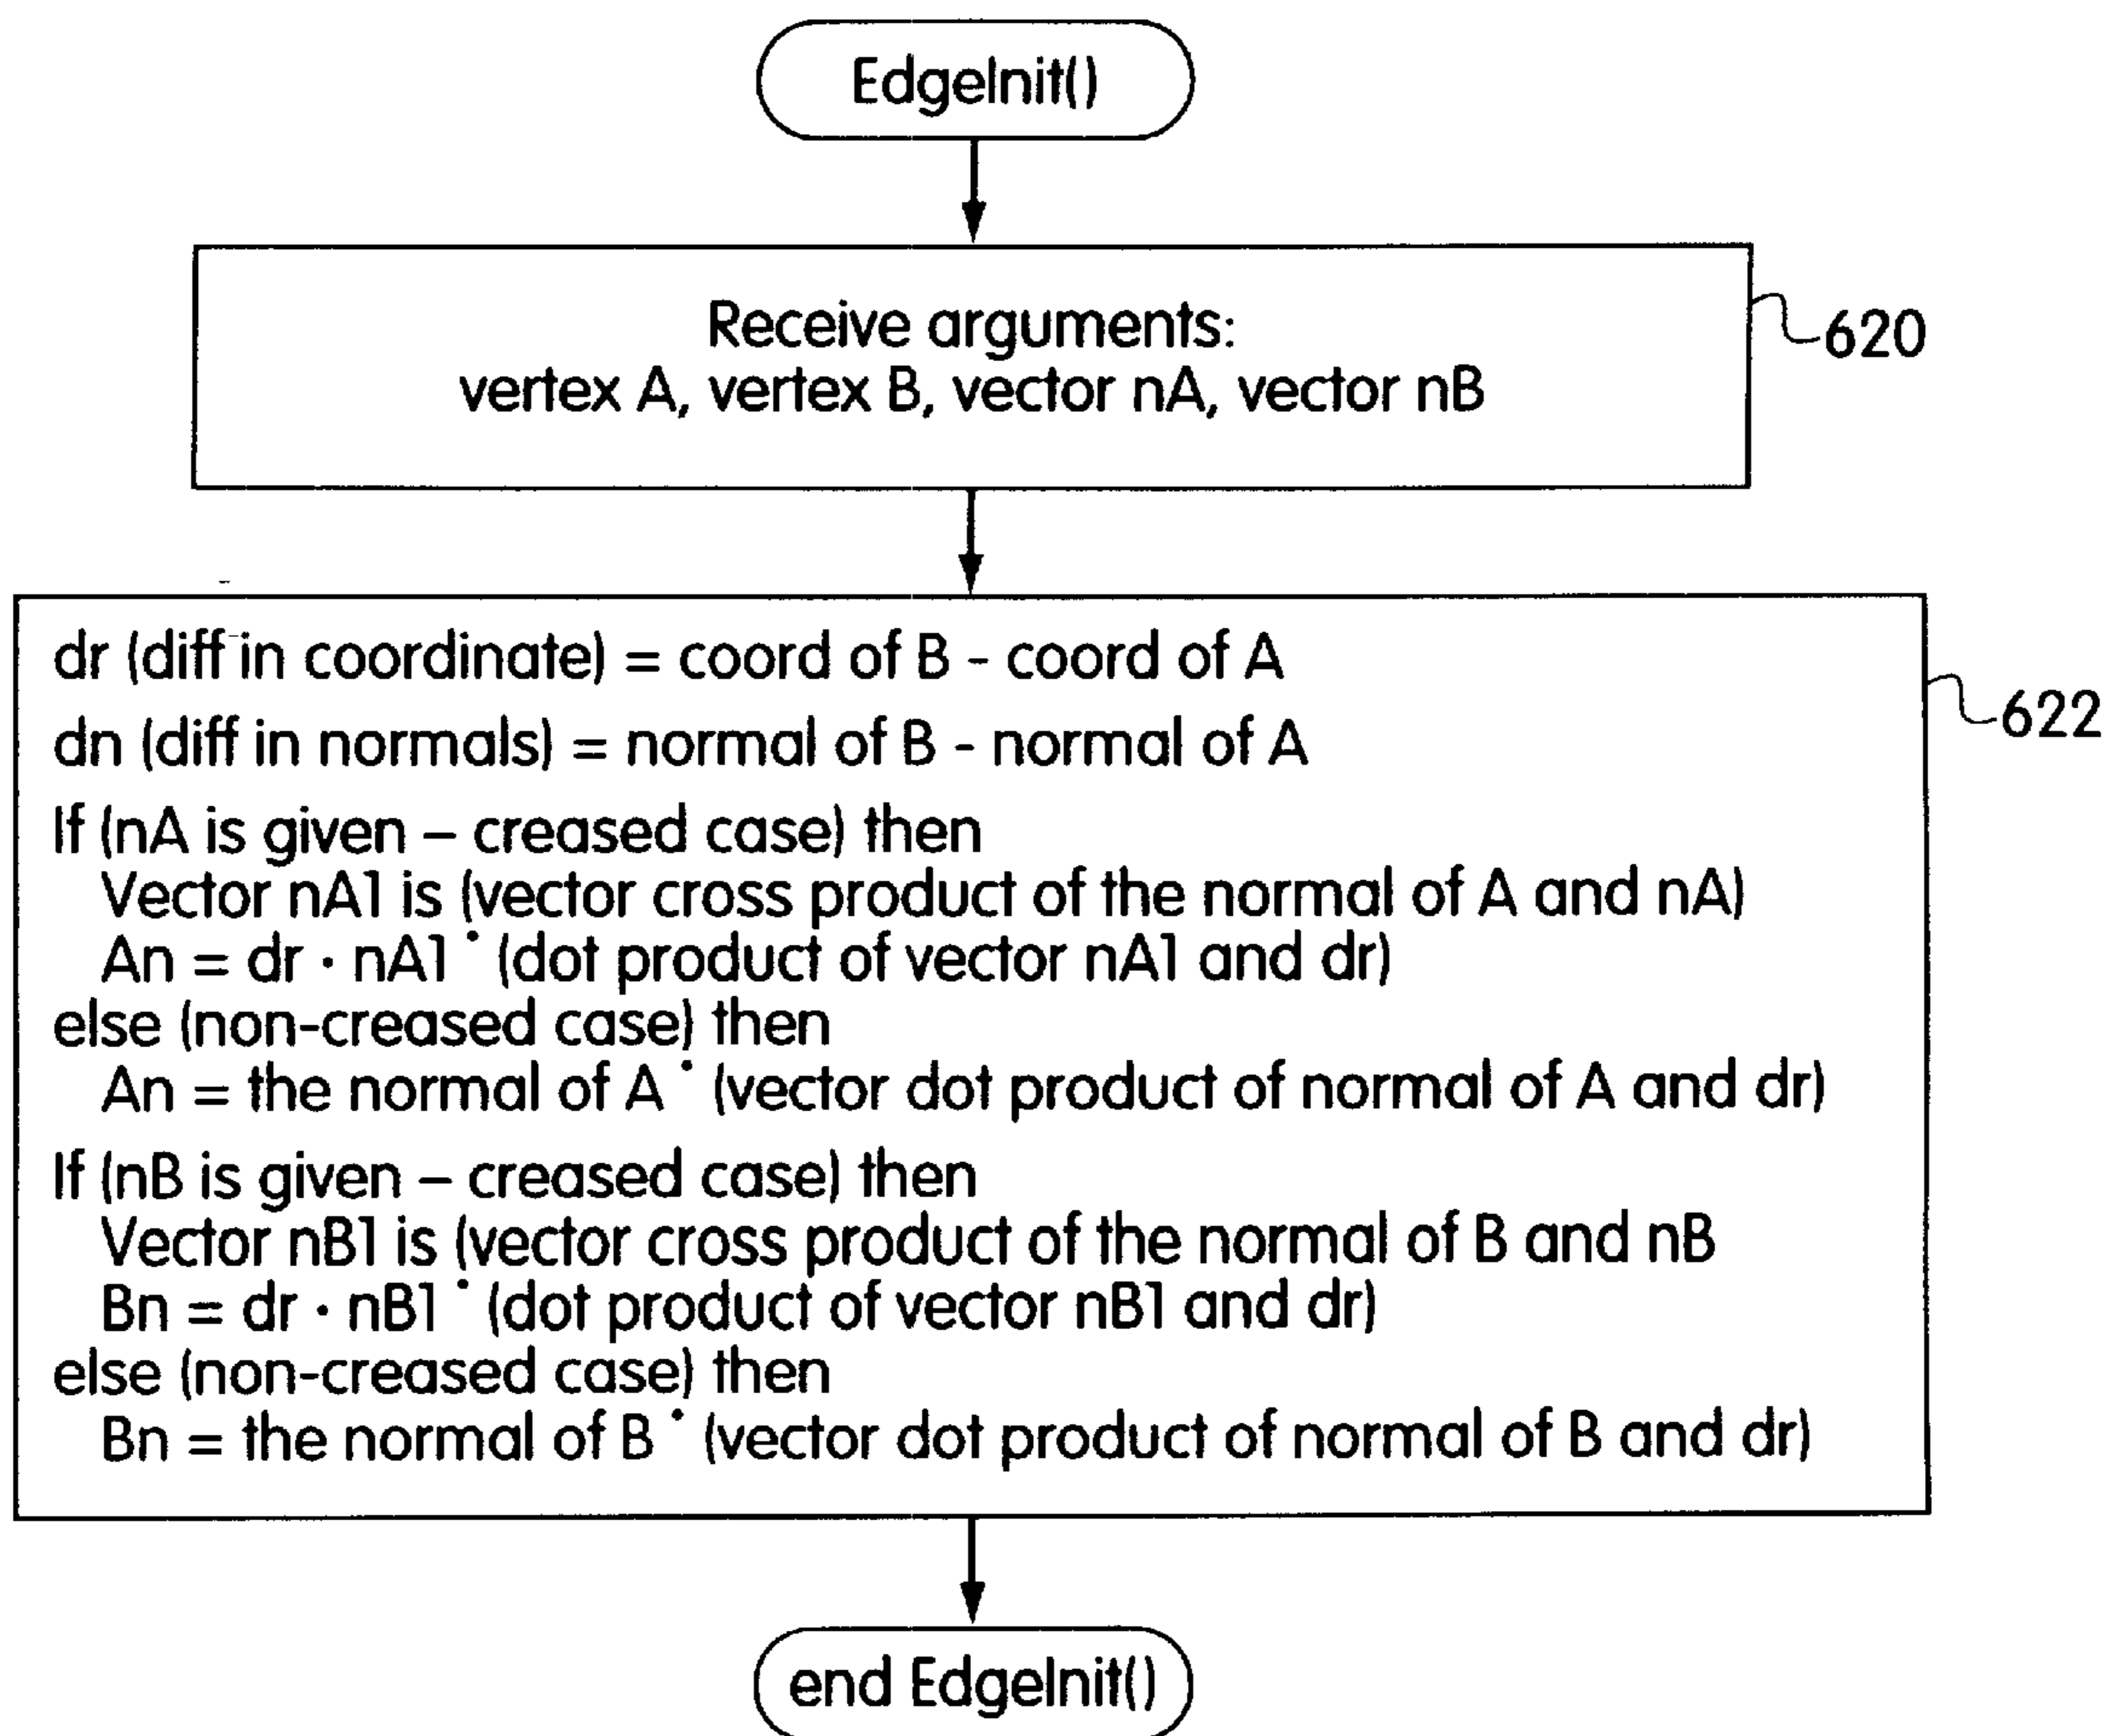 EdgeInit()
Receive arguments:
vertex A, vertex B, vector nA, vector nB
620
dr (diff in coordinate) = coord of B - coord of A
622
dn (diff in normals) = normal of B - normal of A
If (nA is given – creased case) then
Vector nA1 is (vector cross product of the normal of A and nA)
An = dr · nA1 * (dot product of vector nA1 and dr)
else (non-creased case) then
An = the normal of A * (vector dot product of normal of A and dr)
If (nB is given – creased case) then
Vector nB1 is (vector cross product of the normal of B and nB
Bn = dr · nB1 * (dot product of vector nB1 and dr)
else (non-creased case) then
Bn = the normal of B * (vector dot product of normal of B and dr)
end EdgeInit()